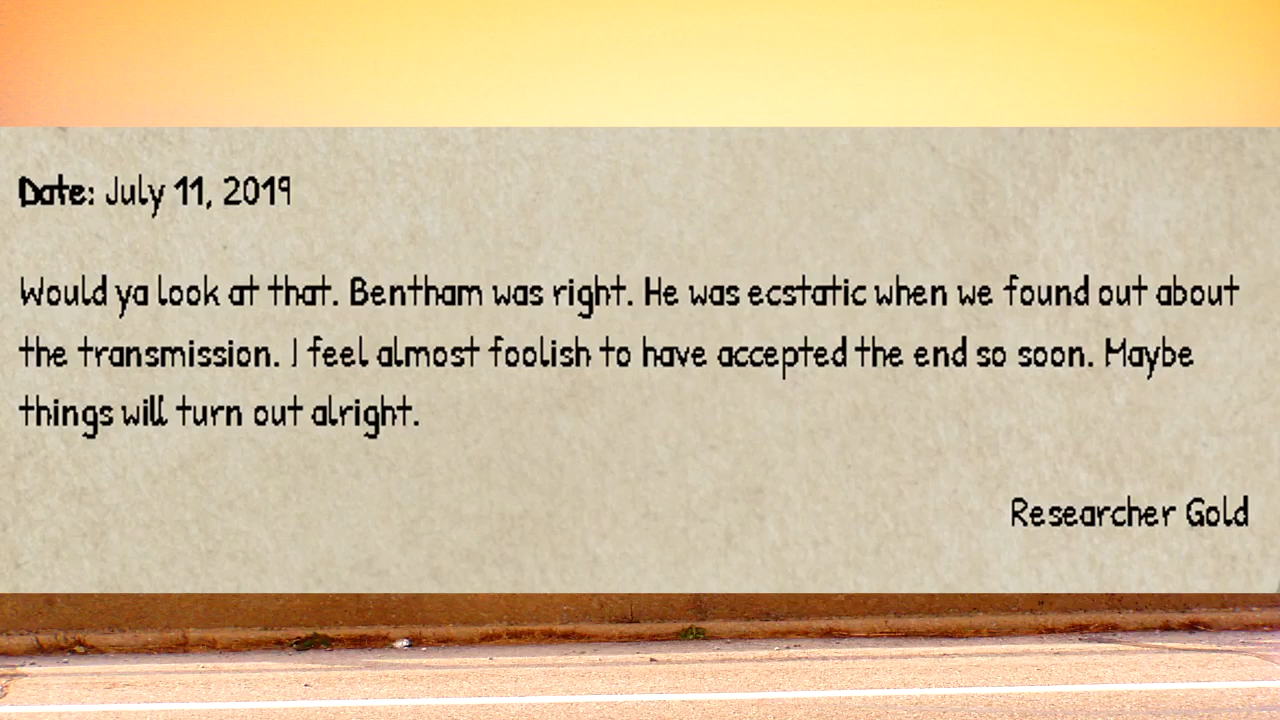 Date: July 11, 2019
Would ya look at that. Bentham was right. He was ecstatic when we found out about
the transmission. I feel almost foolish to have accepted the end so soon. Maybe
things will turn out alright.
Researcher Gold